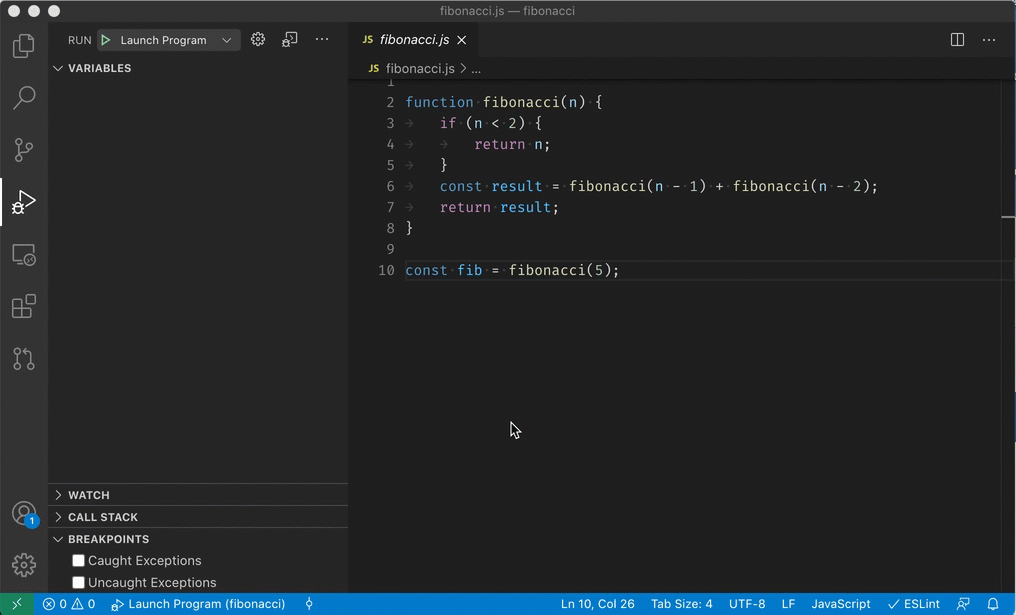 fibonacci.js — fibonacci
RUN Launch Program
JS fibonacci.js
JS fibonacci.js > ...
VARIABLES
1
2 function fibonacci(n) {
3 if (n < 2) {
4 return n;
5 }
6 const result = fibonacci(n - 1) + fibonacci(n - 2);
7 return result;
8 }
9
10 const fib = fibonacci(5);
WATCH
CALL STACK
BREAKPOINTS
Caught Exceptions
Uncaught Exceptions
1
0 0 Launch Program (fibonacci) Ln 10, Col 26 Tab Size: 4 UTF-8 LF JavaScript ESLint